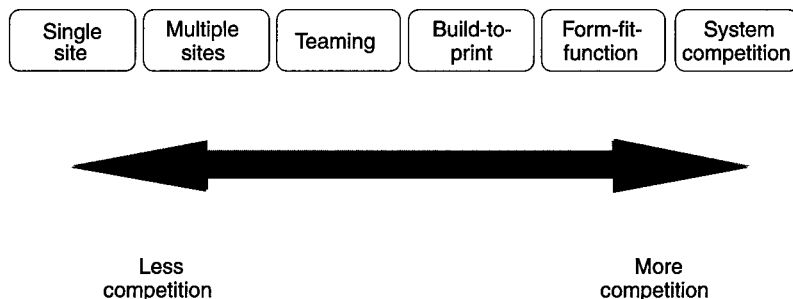 Single
site
Multiple
sites
Teaming
Build-to-
print
Form-fit-
function
System
competition
Less
competition
More
competition